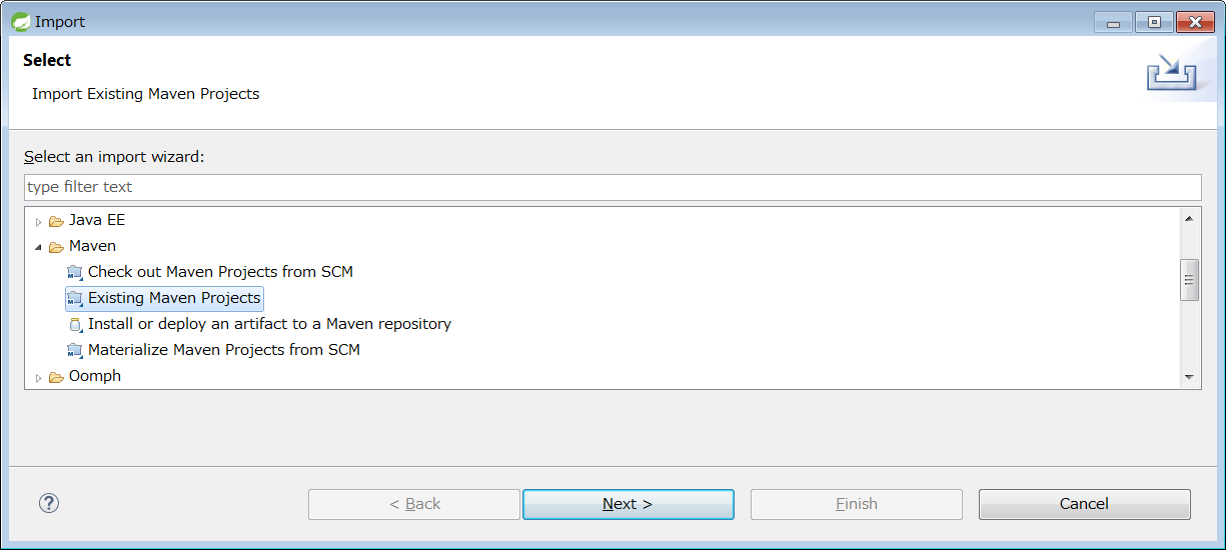 Import
Select
Import Existing Maven Projects
Select an import wizard:
type filter text
Java EE
Maven
Check out Maven Projects from SCM
Existing Maven Projects
Install or deploy an artifact to a Maven repository
Materialize Maven Projects from SCM
Oomph
? < Back Next > Finish Cancel